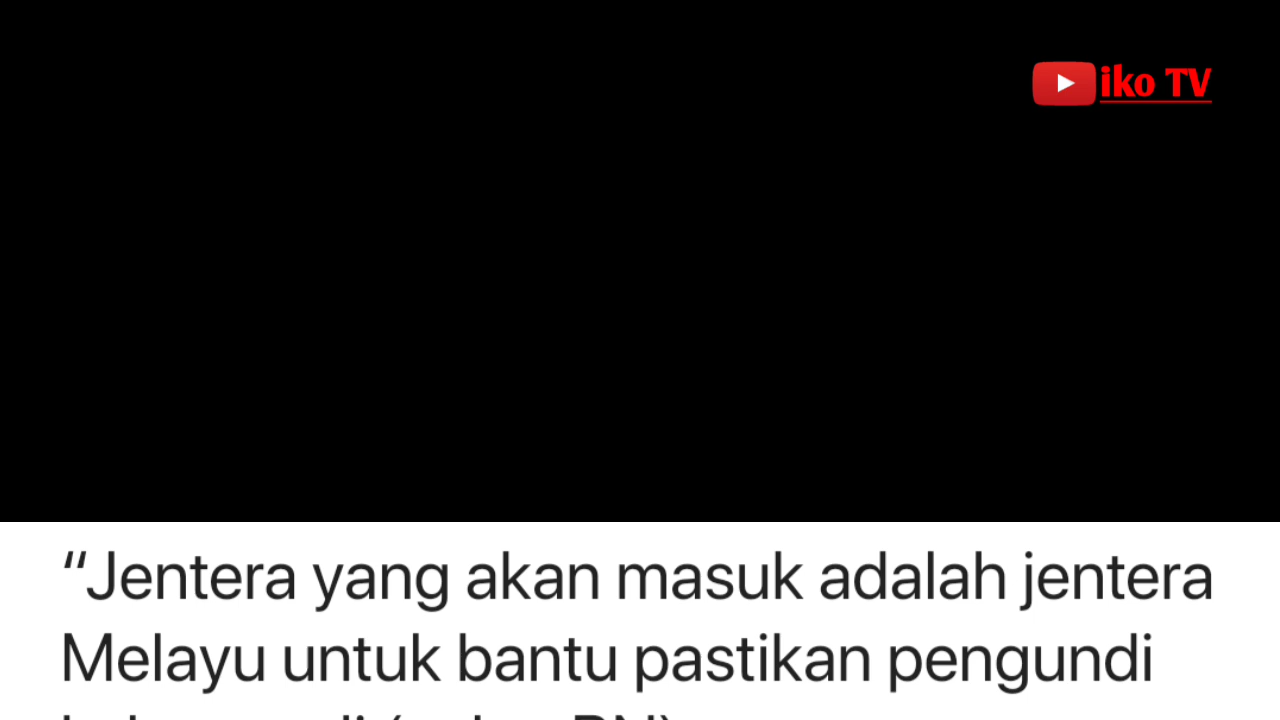 iko TV
“Jentera yang akan masuk adalah jentera
Melayu untuk bantu pastikan pengundi